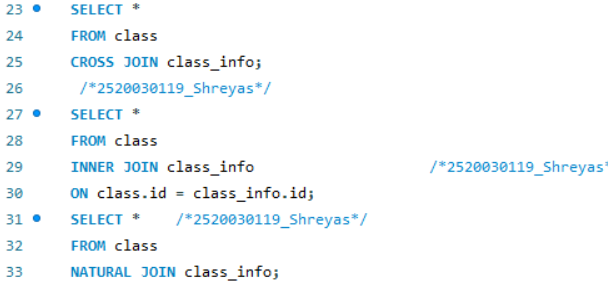 23 SELECT *
24 FROM class
25 CROSS JOIN class_info;
26 /*2520030119_Shreyas*/
27 SELECT *
28 FROM class
29 INNER JOIN class_info /*2520030119_Shreyas*
30 ON class.id = class_info.id;
31 SELECT * /*2520030119_Shreyas*/
32 FROM class
33 NATURAL JOIN class_info;